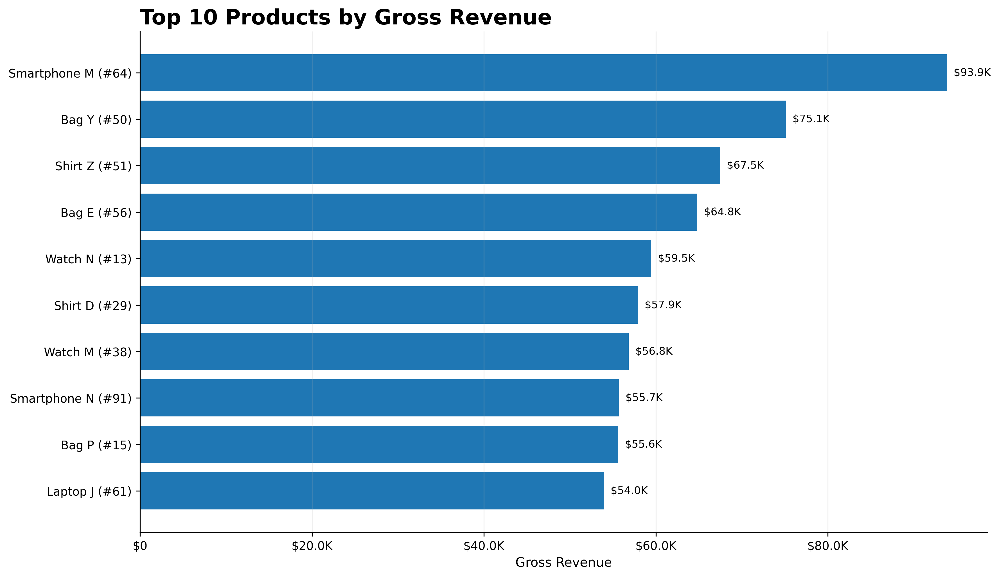 Top 10 Products by Gross Revenue
Smartphone M (#64) $93.9K
Bag Y (#50) $75.1K
Shirt Z (#51) $67.5K
Bag E (#56) $64.8K
Watch N (#13) $59.5K
Shirt D (#29) $57.9K
Watch M (#38) $56.8K
Smartphone N (#91) $55.7K
Bag P (#15) $55.6K
Laptop J (#61) $54.0K
$0 $20.0K $40.0K $60.0K $80.0K
Gross Revenue